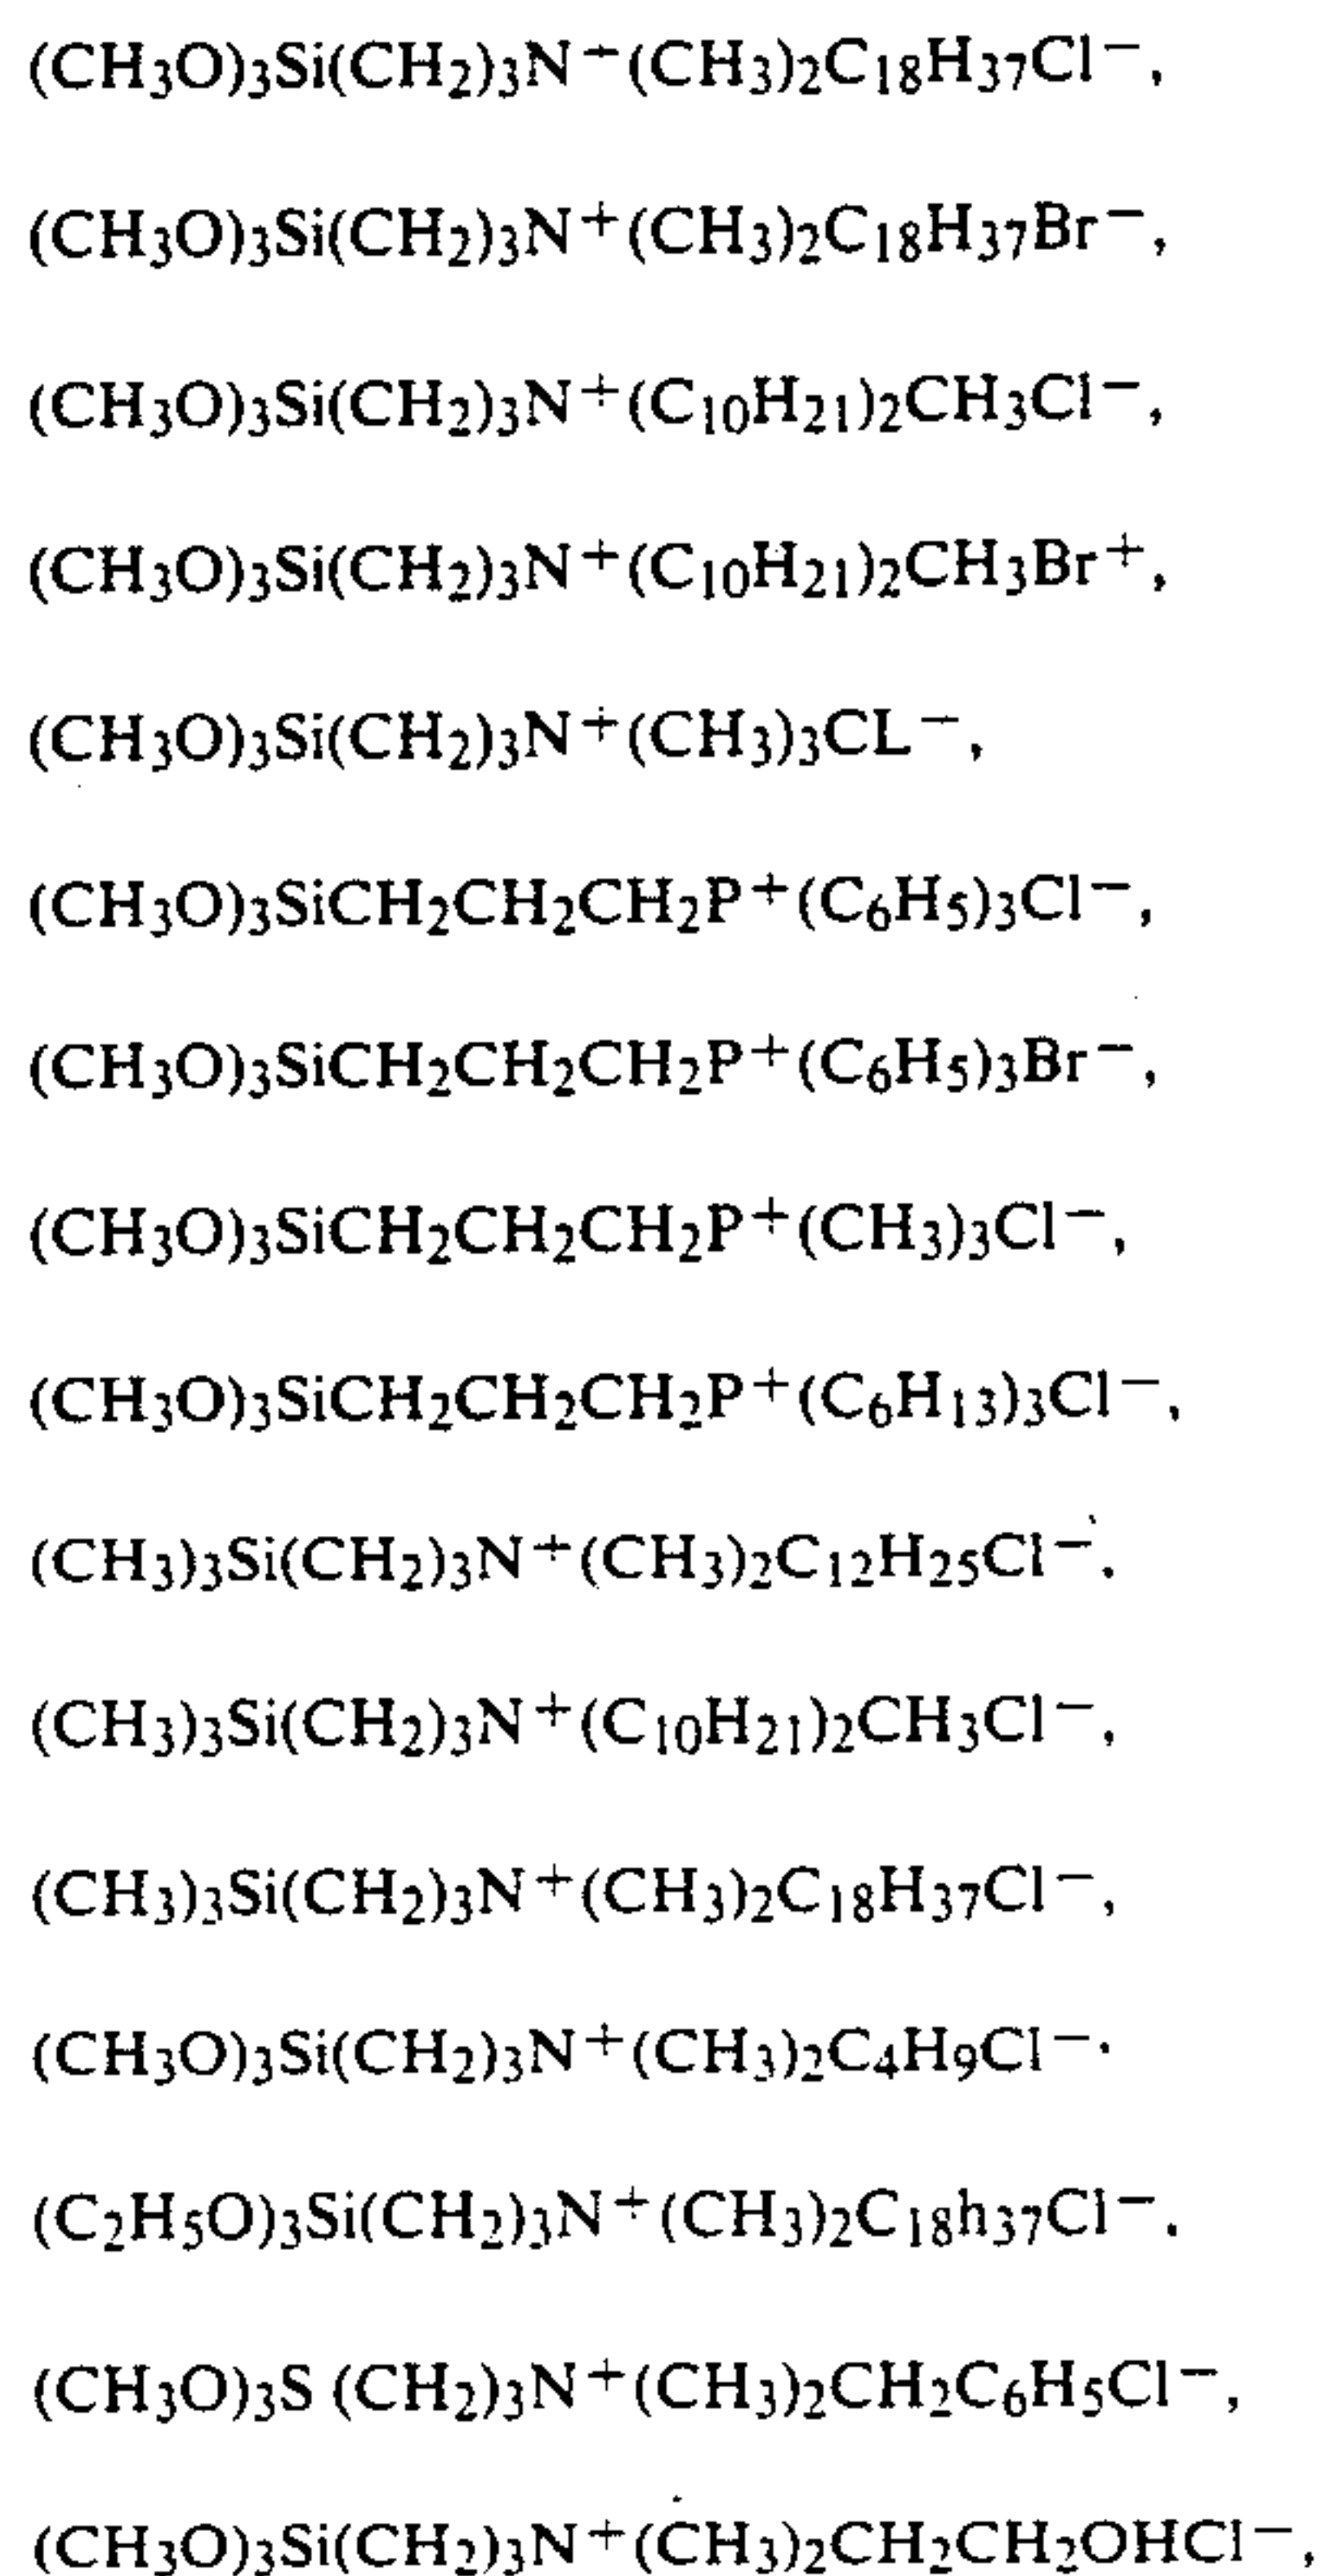 (CH₃O)₃Si(CH₂)₃N⁻(CH₃)₂C₁₈H₃₇Cl⁻,
(CH₃O)₃Si(CH₂)₃N⁺(CH₃)₂C₁₈H₃₇Br⁻,
(CH₃O)₃Si(CH₂)₃N⁺(C₁₀H₂₁)₂CH₃Cl⁻,
(CH₃O)₃Si(CH₂)₃N⁺(C₁₀H₂₁)₂CH₃Br⁺,
(CH₃O)₃Si(CH₂)₃N⁺(CH₃)₃CL⁻,
(CH₃O)₃SiCH₂CH₂CH₂P⁺(C₆H₅)₃Cl⁻,
(CH₃O)₃SiCH₂CH₂CH₂P⁺(C₆H₅)₃Br⁻,
(CH₃O)₃SiCH₂CH₂CH₂P⁺(CH₃)₃Cl⁻,
(CH₃O)₃SiCH₂CH₂CH₂P⁺(C₆H₁₃)₃Cl⁻,
(CH₃)₃Si(CH₂)₃N⁺(CH₃)₂C₁₂H₂₅Cl⁻.
(CH₃)₃Si(CH₂)₃N⁺(C₁₀H₂₁)₂CH₃Cl⁻,
(CH₃)₃Si(CH₂)₃N⁺(CH₃)₂C₁₈H₃₇Cl⁻,
(CH₃O)₃Si(CH₂)₃N⁺(CH₃)₂C₄H₉Cl⁻·
(C₂H₅O)₃Si(CH₂)₃N⁺(CH₃)₂C₁₈h₃₇Cl⁻.
(CH₃O)₃S (CH₂)₃N⁺(CH₃)₂CH₂C₆H₅Cl⁻,
(CH₃O)₃Si(CH₂)₃N⁺(CH₃)₂CH₂CH₂OHCl⁻,